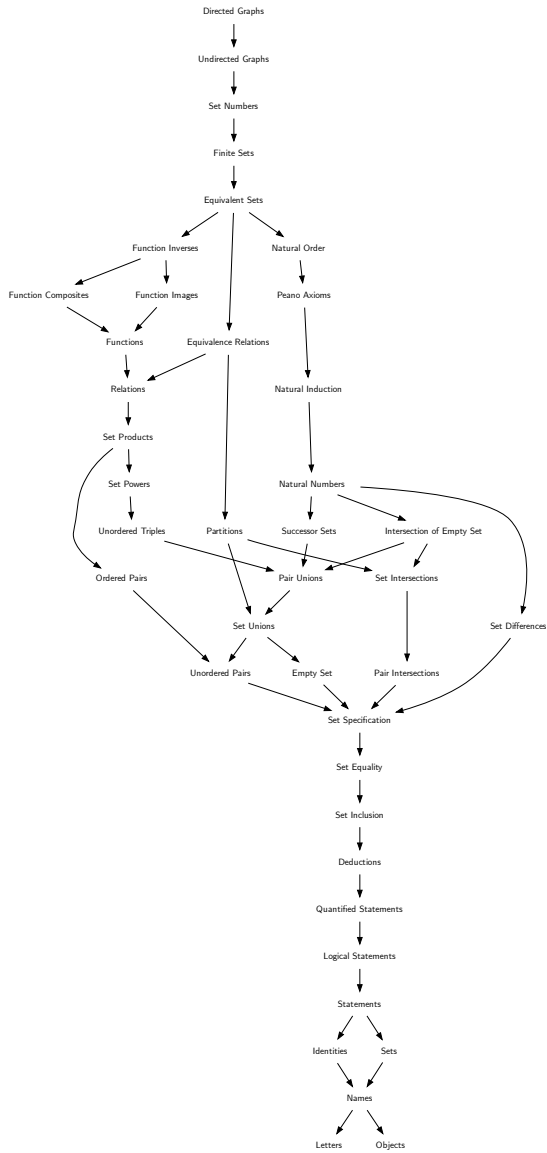 Directed Graphs
Undirected Graphs
Set Numbers
Finite Sets
Equivalent Sets
Function Inverses
Natural Order
Function Composites
Function Images
Peano Axioms
Functions
Equivalence Relations
Relations
Natural Induction
Set Products
Set Powers
Natural Numbers
Unordered Triples
Partitions
Successor Sets
Intersection of Empty Set
Ordered Pairs
Pair Unions
Set Intersections
Set Unions
Set Differences
Unordered Pairs
Empty Set
Pair Intersections
Set Specification
Set Equality
Set Inclusion
Deductions
Quantified Statements
Logical Statements
Statements
Identities
Sets
Names
Letters
Objects